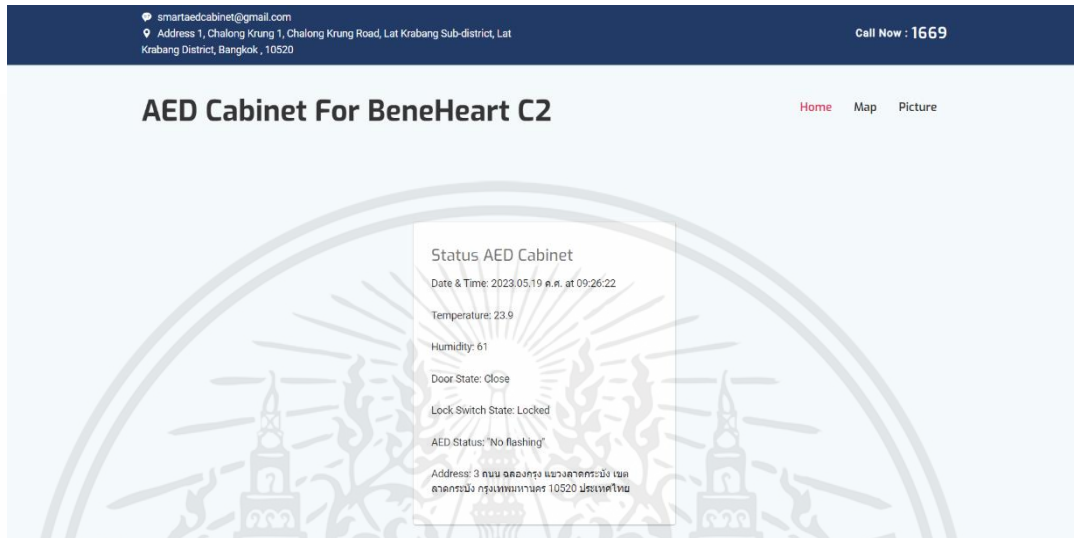 smartaedcabinet@gmail.com
Address 1, Chalong Krung 1, Chalong Krung Road, Lat Krabang Sub-district, Lat
Krabang District, Bangkok , 10520
Call Now : 1669
AED Cabinet For BeneHeart C2
Home Map Picture
Status AED Cabinet
Date & Time: 2023.05.19 ค.ศ. at 09:26:22
Temperature: 23.9
Humidity: 61
Door State: Close
Lock Switch State: Locked
AED Status: "No flashing"
Address: 3 ถนน ฉลองกรุง แขวงลาดกระบัง เขต
ลาดกระบัง กรุงเทพมหานคร 10520 ประเทศไทย